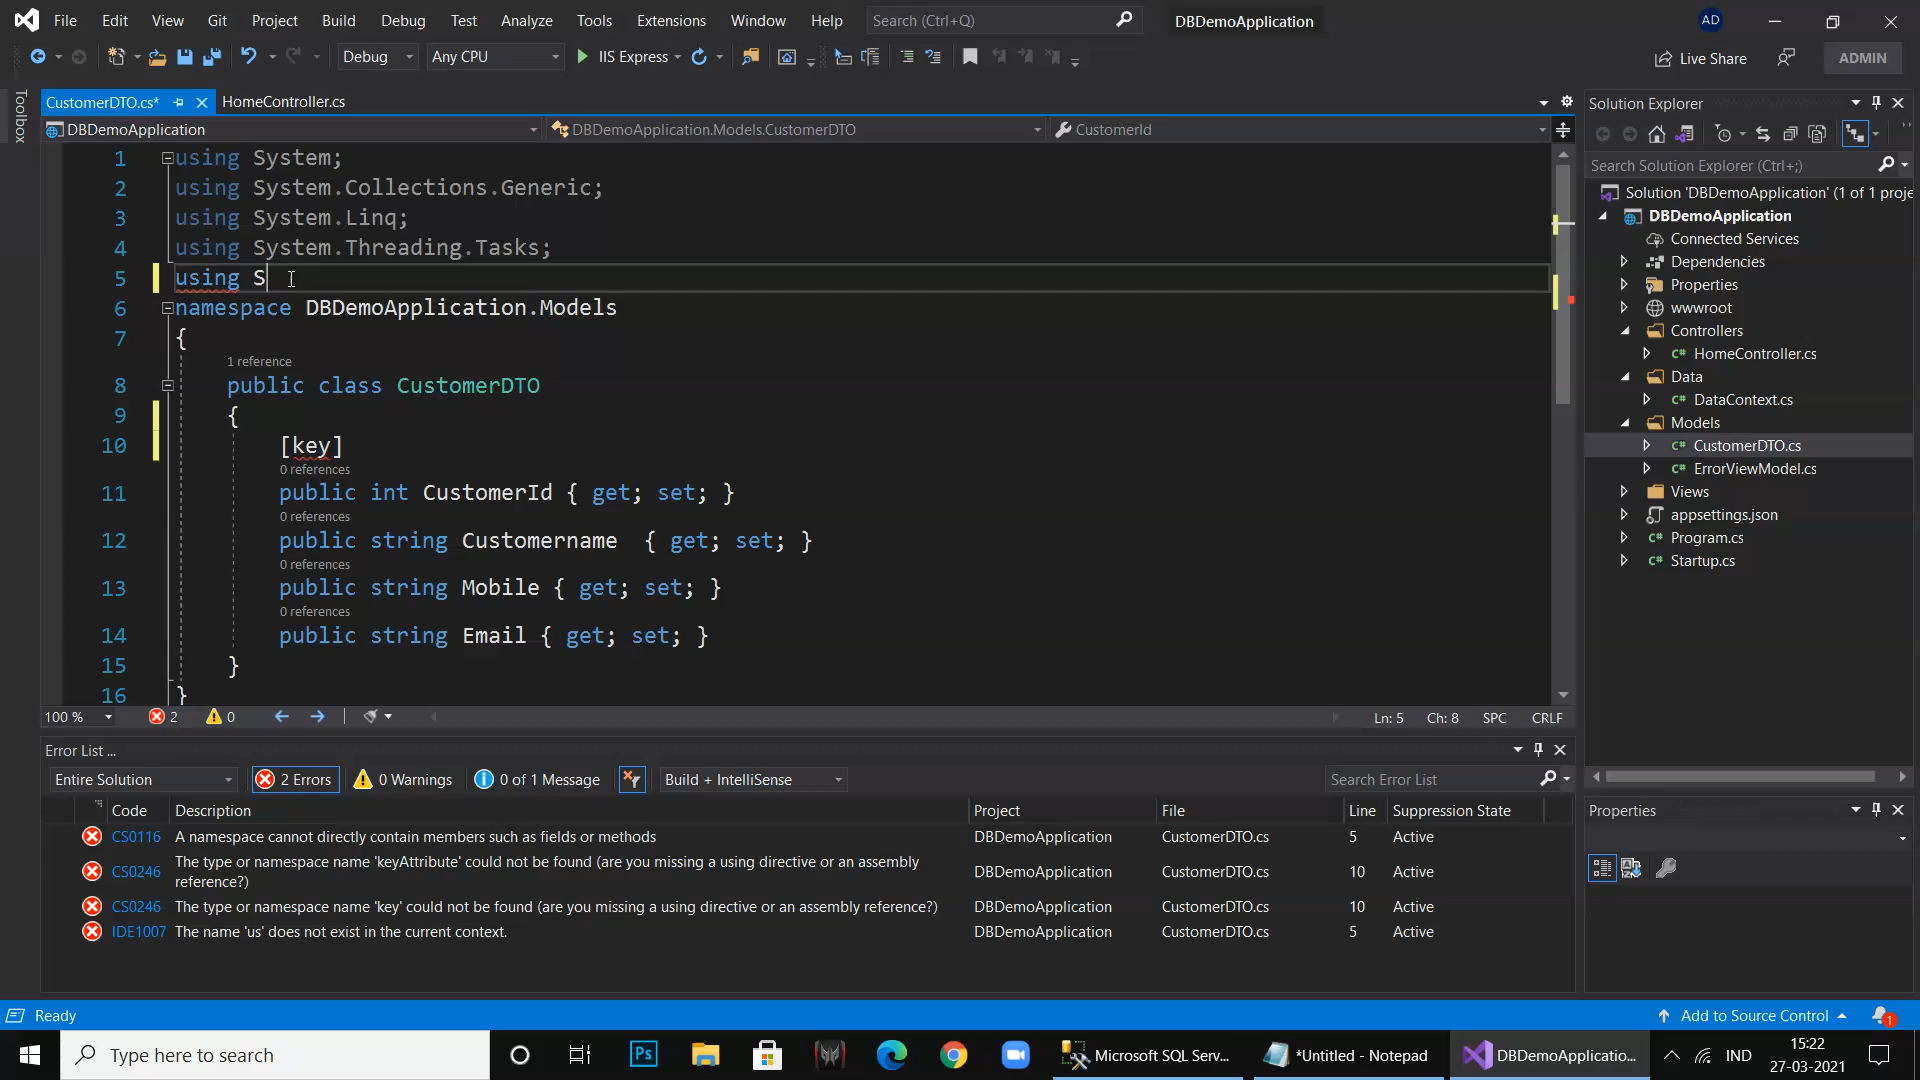 File Edit View Git Project Build Debug Test Analyze Tools Extensions Window Help Search (Ctrl+Q) DBDemoApplication AD
Debug Any CPU IIS Express Live Share ADMIN
Toolbox
CustomerDTO.cs* HomeController.cs
DBDemoApplication DBDemoApplication.Models.CustomerDTO CustomerId
1 using System;
2 using System.Collections.Generic;
3 using System.Linq;
4 using System.Threading.Tasks;
5 using S
6 namespace DBDemoApplication.Models
7 {
1 reference
8 public class CustomerDTO
9 {
10 [key]
0 references
11 public int CustomerId { get; set; }
0 references
12 public string Customername { get; set; }
0 references
13 public string Mobile { get; set; }
0 references
14 public string Email { get; set; }
15 }
16 }
100 % 2 0 Ln: 5 Ch: 8 SPC CRLF
Error List ...
Entire Solution 2 Errors 0 Warnings 0 of 1 Message Build + IntelliSense Search Error List
Code Description Project File Line Suppression State
CS0116 A namespace cannot directly contain members such as fields or methods DBDemoApplication CustomerDTO.cs 5 Active
CS0246 The type or namespace name 'keyAttribute' could not be found (are you missing a using directive or an assembly reference?) DBDemoApplication CustomerDTO.cs 10 Active
CS0246 The type or namespace name 'key' could not be found (are you missing a using directive or an assembly reference?) DBDemoApplication CustomerDTO.cs 10 Active
IDE1007 The name 'us' does not exist in the current context. DBDemoApplication CustomerDTO.cs 5 Active
Solution Explorer
Search Solution Explorer (Ctrl+;)
Solution 'DBDemoApplication' (1 of 1 proje
DBDemoApplication
Connected Services
Dependencies
Properties
wwwroot
Controllers
C# HomeController.cs
Data
C# DataContext.cs
Models
C# CustomerDTO.cs
C# ErrorViewModel.cs
Views
appsettings.json
C# Program.cs
C# Startup.cs
Properties
Ready Add to Source Control 1
Type here to search Ps Microsoft SQL Serv... *Untitled - Notepad DBDemoApplicatio... IND 15:22
27-03-2021